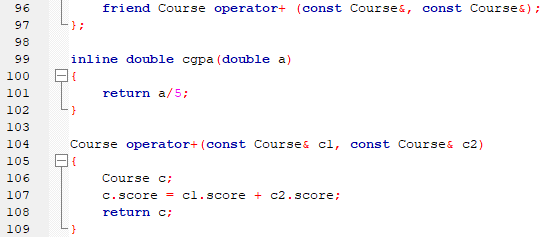 96 friend Course operator+ (const Course&, const Course&);
97 };
98
99 inline double cgpa(double a)
100 {
101 return a/5;
102 }
103
104 Course operator+(const Course& c1, const Course& c2)
105 {
106 Course c;
107 c.score = c1.score + c2.score;
108 return c;
109 }